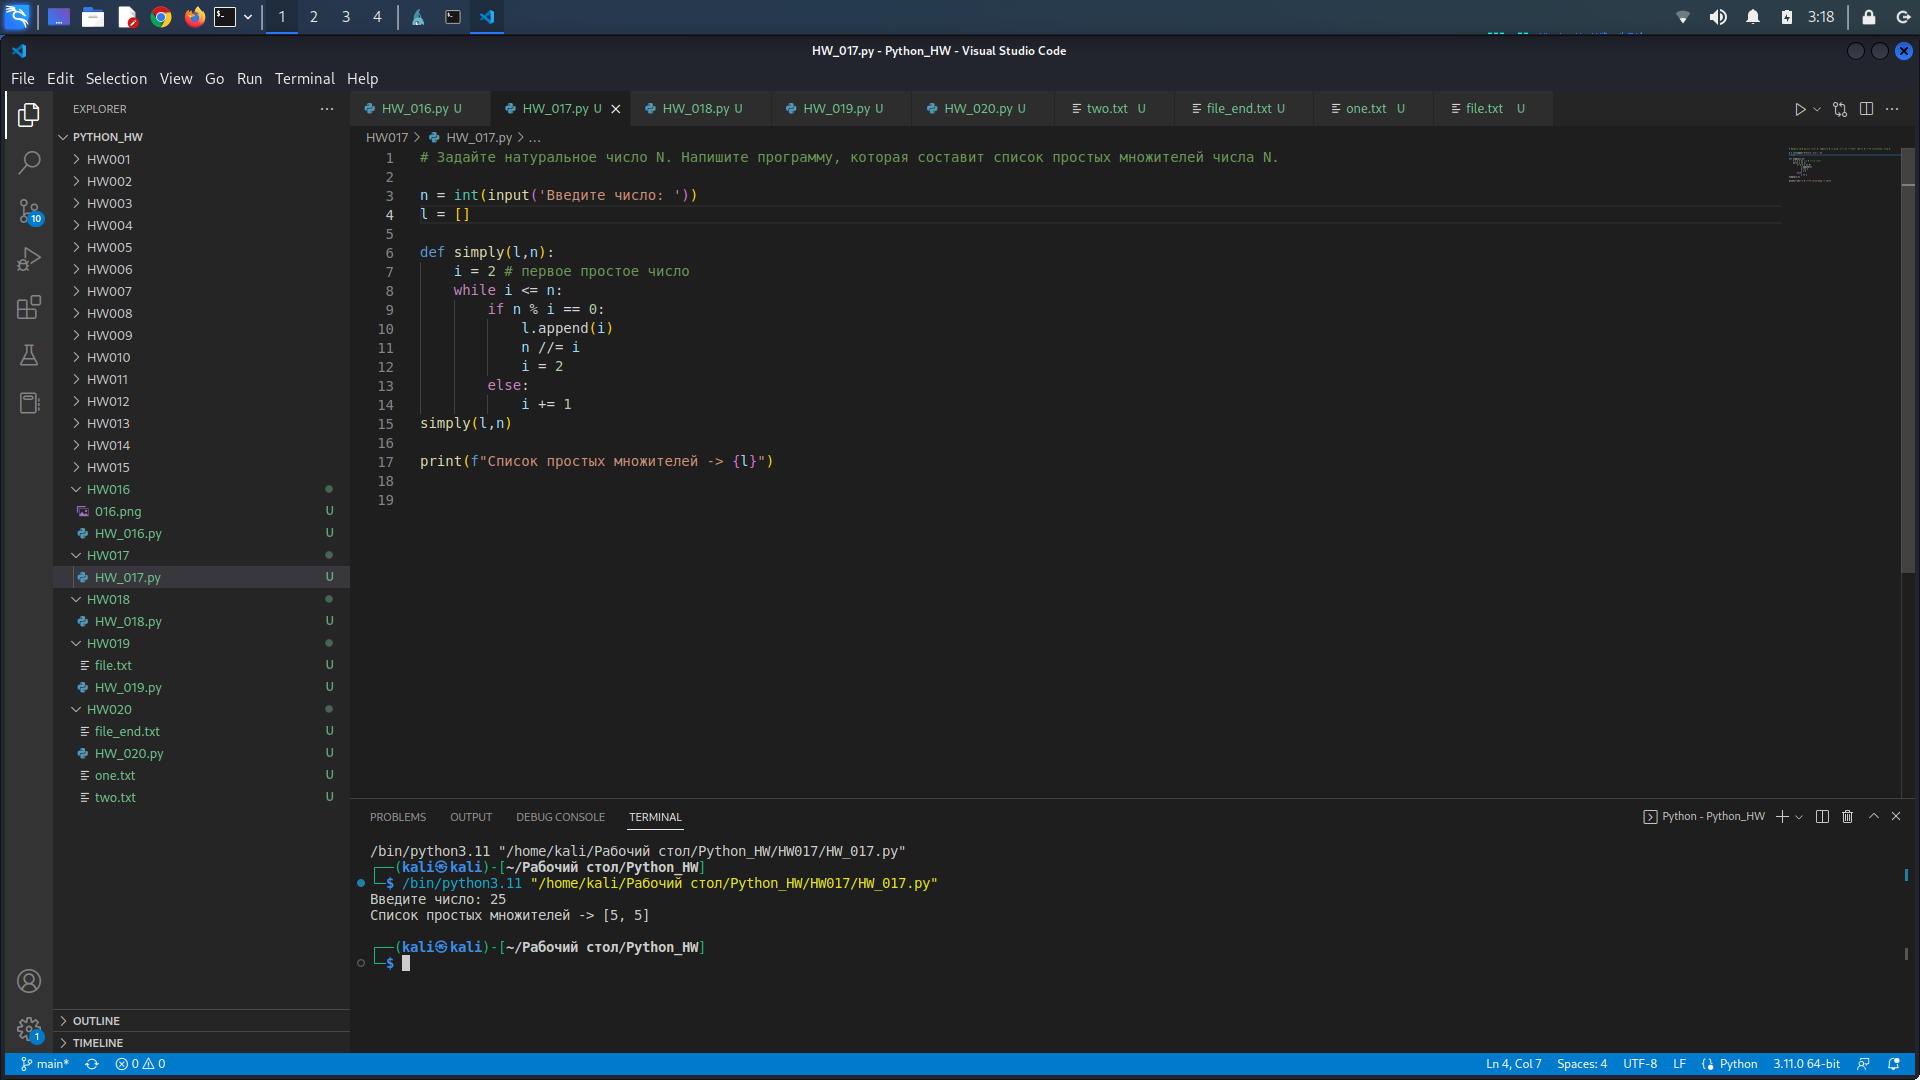 1 2 3 4
3:18
HW_017.py - Python_HW - Visual Studio Code
File Edit Selection View Go Run Terminal Help
EXPLORER
PYTHON_HW
HW001
HW002
HW003
HW004
HW005
HW006
HW007
HW008
HW009
HW010
HW011
HW012
HW013
HW014
HW015
HW016
016.png U
HW_016.py U
HW017
HW_017.py U
HW018
HW_018.py U
HW019
file.txt U
HW_019.py U
HW020
file_end.txt U
HW_020.py U
one.txt U
two.txt U
OUTLINE
TIMELINE
10
1
HW_016.py U HW_017.py U HW_018.py U HW_019.py U HW_020.py U two.txt U file_end.txt U one.txt U file.txt U
HW017 > HW_017.py > ...
1 # Задайте натуральное число N. Напишите программу, которая составит список простых множителей числа N.
2
3 n = int(input('Введите число: '))
4 l = []
5
6 def simply(l,n):
7 i = 2 # первое простое число
8 while i <= n:
9 if n % i == 0:
10 l.append(i)
11 n //= i
12 i = 2
13 else:
14 i += 1
15 simply(l,n)
16
17 print(f"Список простых множителей -> {l}")
18
19
PROBLEMS OUTPUT DEBUG CONSOLE TERMINAL
Python - Python_HW
/bin/python3.11 "/home/kali/Рабочий стол/Python_HW/HW017/HW_017.py"
┌──(kali㉿kali)-[~/Рабочий стол/Python_HW]
└─$ /bin/python3.11 "/home/kali/Рабочий стол/Python_HW/HW017/HW_017.py"
Введите число: 25
Список простых множителей -> [5, 5]
┌──(kali㉿kali)-[~/Рабочий стол/Python_HW]
└─$
main* 0 0 Ln 4, Col 7 Spaces: 4 UTF-8 LF Python 3.11.0 64-bit